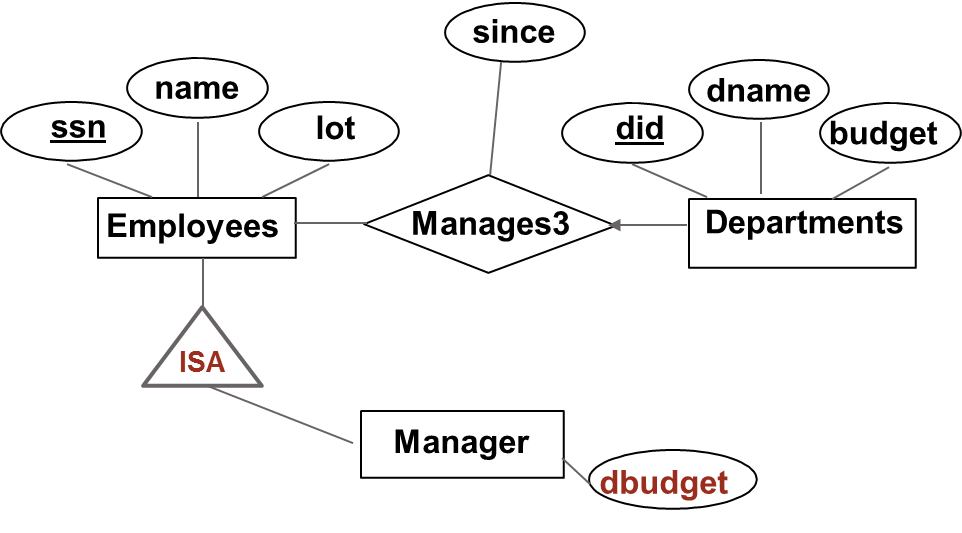 since
name
dname
ssn
lot
did
budget
Employees
Manages3
Departments
ISA
Manager
dbudget